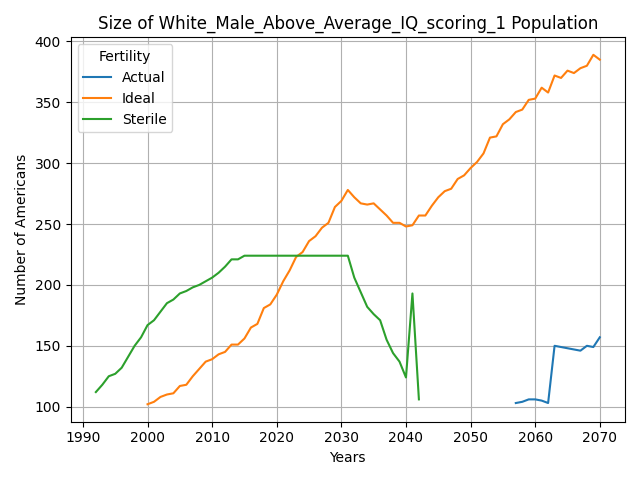 Size of White_Male_Above_Average_IQ_scoring_1 Population
Number of Americans
400
350
300
250
200
150
100
Fertility
Actual
Ideal
Sterile
1990 2000 2010 2020 2030 2040 2050 2060 2070
Years